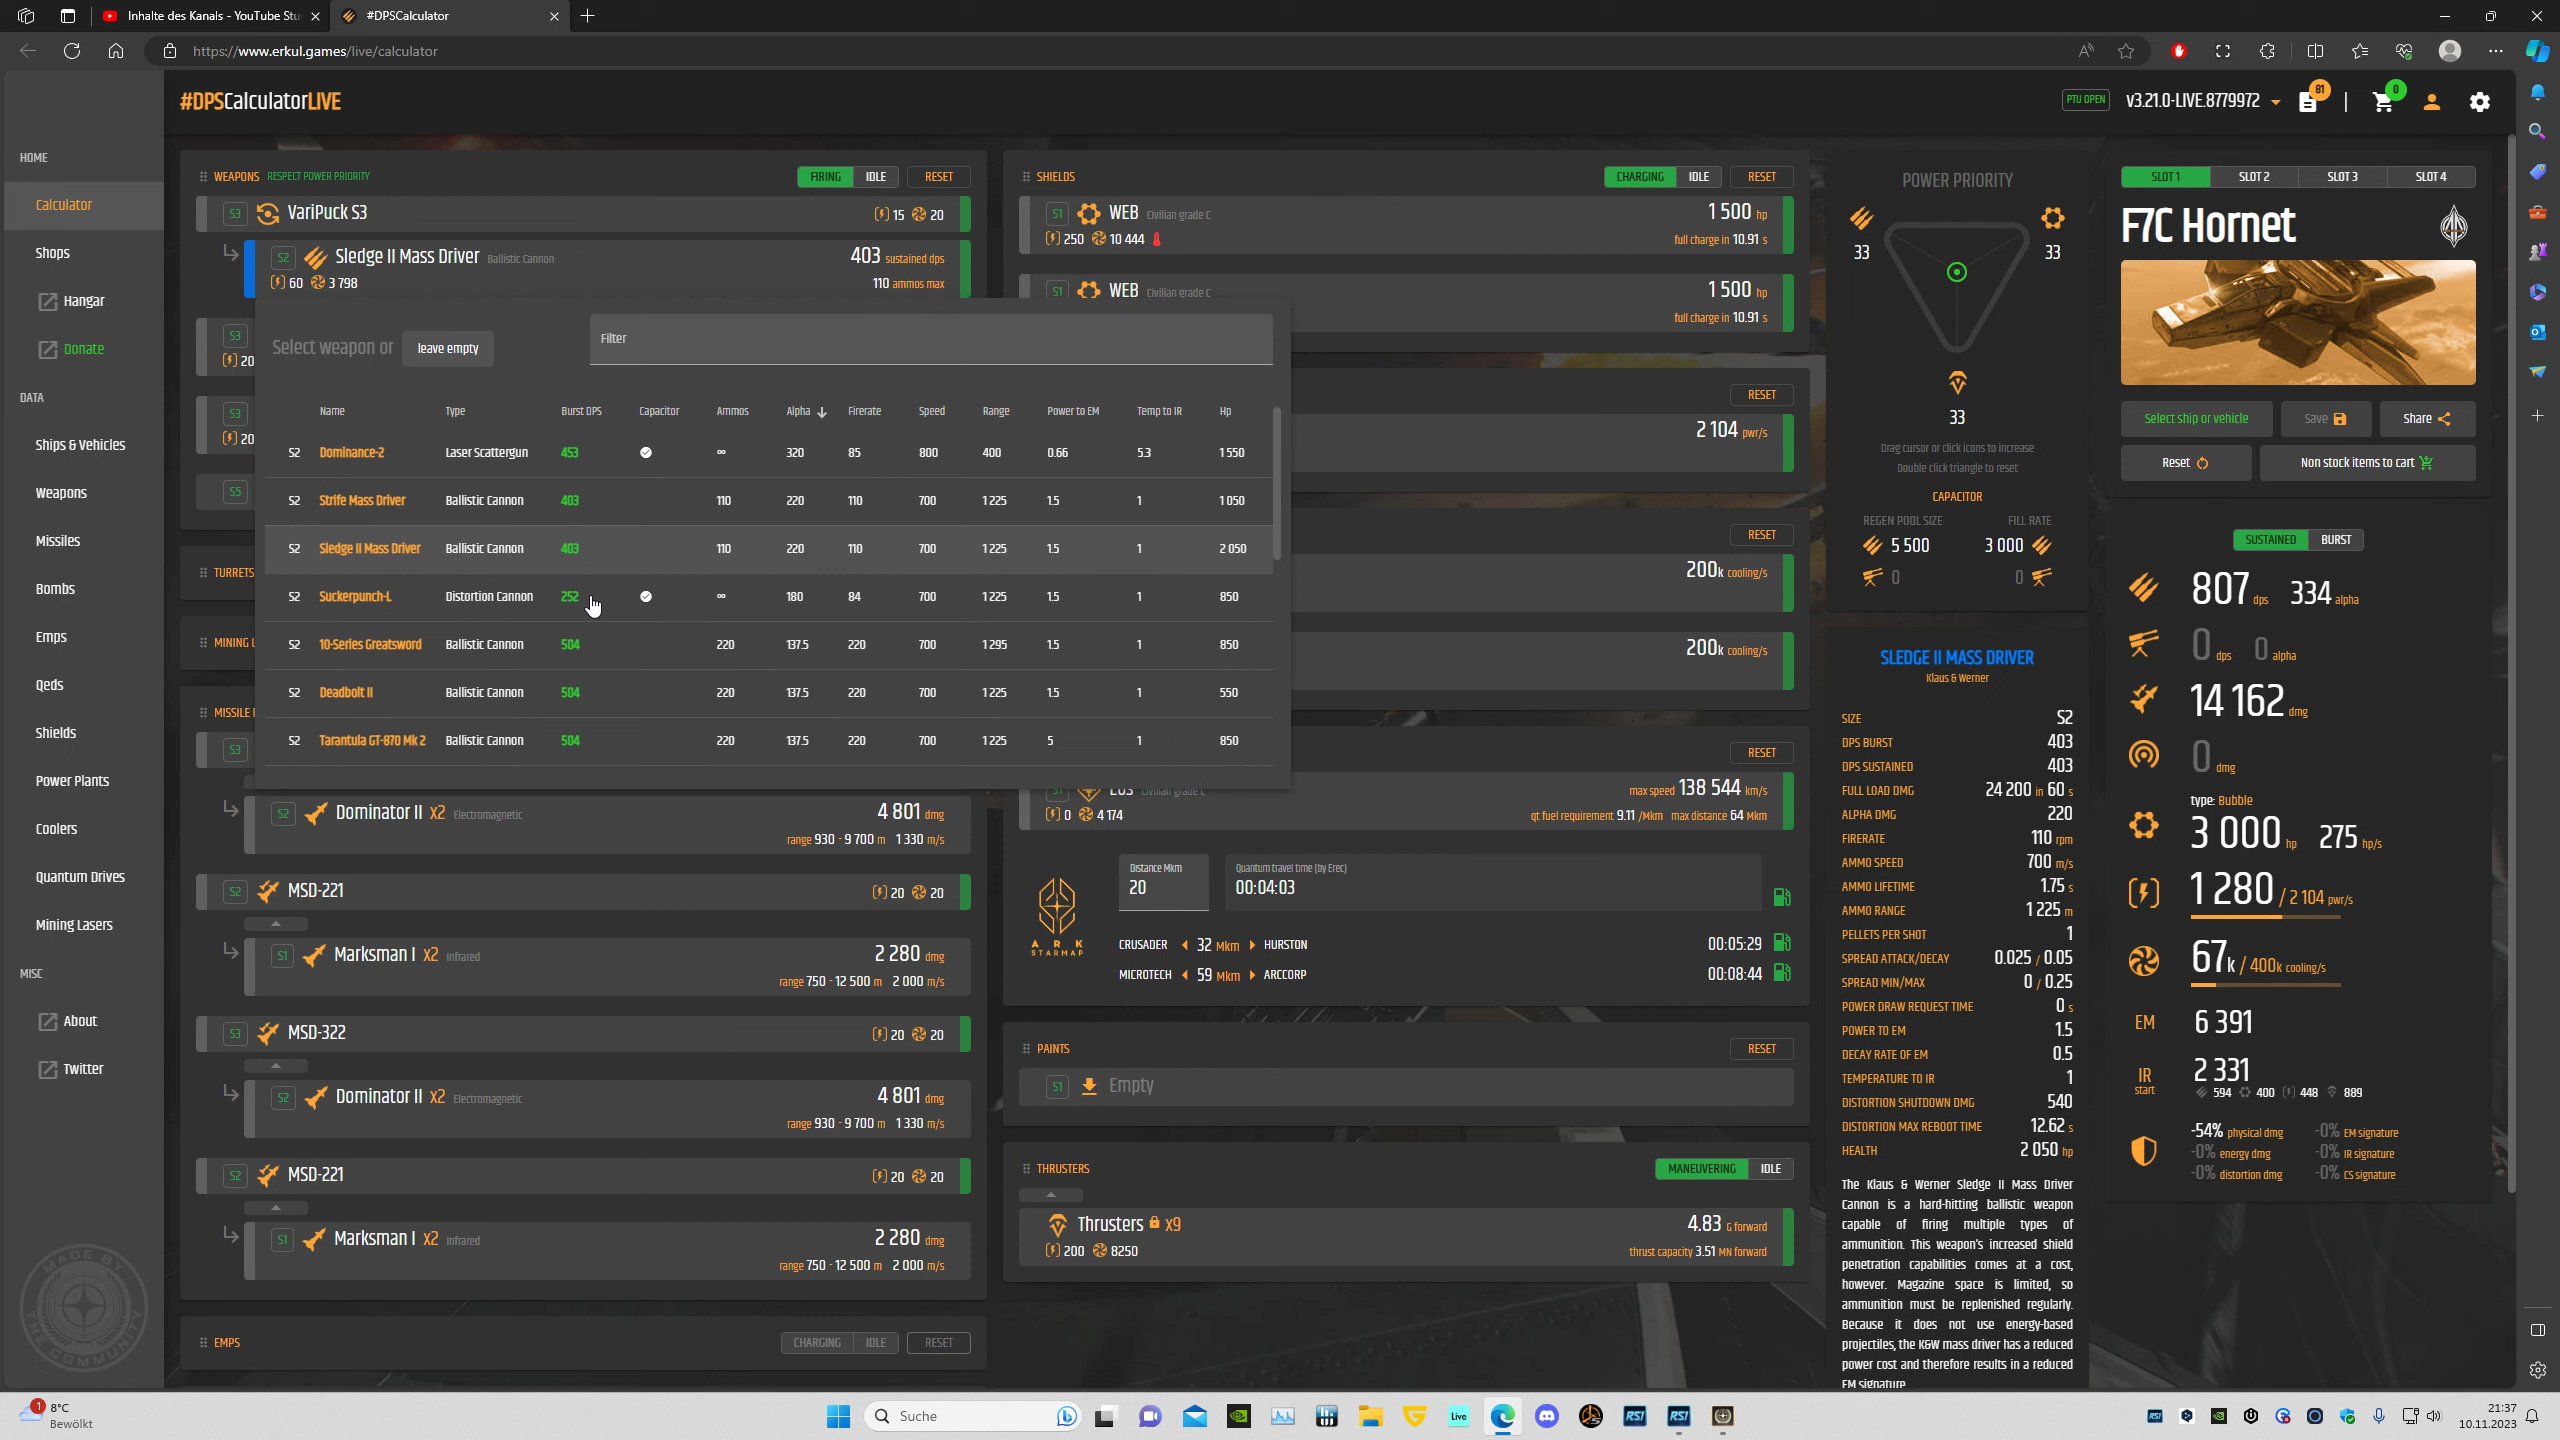 Inhalte des Kanals - YouTube Stu
#DPSCalculator
https://www.erkul.games/live/calculator
#DPSCalculatorLIVE
PTU OPEN
v3.21.0-LIVE.8779972
81
0
HOME
Calculator
Shops
Hangar
Donate
DATA
Ships & Vehicles
Weapons
Missiles
Bombs
Emps
Qeds
Shields
Power Plants
Coolers
Quantum Drives
Mining Lasers
MISC
About
Twitter
MADE BY THE COMMUNITY
WEAPONS RESPECT POWER PRIORITY
FIRING IDLE RESET
S3 VariPuck S3
15 20
S2 Sledge II Mass Driver Ballistic Cannon
403 sustained dps
60 3 798
110 ammos max
S3
20
S3
20
S5
TURRETS
MINING L
MISSILE
S3
Select weapon or leave empty
Filter
Name Type Burst DPS Capacitor Ammos Alpha Firerate Speed Range Power to EM Temp to IR Hp
S2 Dominance-2 Laser Scattergun 453 ∞ 320 85 800 400 0.66 5.3 1 550
S2 Strife Mass Driver Ballistic Cannon 403 110 220 110 700 1 225 1.5 1 1 050
S2 Sledge II Mass Driver Ballistic Cannon 403 110 220 110 700 1 225 1.5 1 2 050
S2 Suckerpunch-L Distortion Cannon 252 ∞ 180 84 700 1 225 1.5 1 850
S2 10-Series Greatsword Ballistic Cannon 504 220 137.5 220 700 1 295 1.5 1 850
S2 Deadbolt II Ballistic Cannon 504 220 137.5 220 700 1 225 1.5 1 550
S2 Tarantula GT-870 Mk 2 Ballistic Cannon 504 220 137.5 220 700 1 225 5 1 850
S2 Dominator II x2 Electromagnetic
4 801 dmg
range 930 - 9 700 m 1 330 m/s
S2 MSD-221
20 20
S1 Marksman I x2 Infrared
2 280 dmg
range 750 - 12 500 m 2 000 m/s
S3 MSD-322
20 20
S2 Dominator II x2 Electromagnetic
4 801 dmg
range 930 - 9 700 m 1 330 m/s
S2 MSD-221
20 20
S1 Marksman I x2 Infrared
2 280 dmg
range 750 - 12 500 m 2 000 m/s
EMPS
CHARGING IDLE RESET
SHIELDS
CHARGING IDLE RESET
S1 WEB Civilian grade C
1 500 hp
250 10 444
full charge in 10.91 s
S1 WEB Civilian grade C
1 500 hp
full charge in 10.91 s
RESET
2 104 pwr/s
RESET
200k cooling/s
200k cooling/s
RESET
S1 Civilian grade C
max speed 138 544 km/s
0 4 174
qt fuel requirement 9.11 /Mkm max distance 64 Mkm
ARK
STARMAP
Distance Mkm
20
Quantum travel time (by Erec)
00:04:03
CRUSADER 32 Mkm HURSTON
00:05:29
MICROTECH 59 Mkm ARCCORP
00:08:44
PAINTS
RESET
S1 Empty
THRUSTERS
MANEUVERING IDLE
Thrusters x9
4.83 G forward
200 8250
thrust capacity 3.51 MN forward
POWER PRIORITY
33
33
33
Drag cursor or click icons to increase
Double click triangle to reset
CAPACITOR
REGEN POOL SIZE FILL RATE
5 500 3 000
0 0
SLEDGE II MASS DRIVER
Klaus & Werner
SIZE S2
DPS BURST 403
DPS SUSTAINED 403
FULL LOAD DMG 24 200 in 60 s
ALPHA DMG 220
FIRERATE 110 rpm
AMMO SPEED 700 m/s
AMMO LIFETIME 1.75 s
AMMO RANGE 1 225 m
PELLETS PER SHOT 1
SPREAD ATTACK/DECAY 0.025 / 0.05
SPREAD MIN/MAX 0 / 0.25
POWER DRAW REQUEST TIME 0 s
POWER TO EM 1.5
DECAY RATE OF EM 0.5
TEMPERATURE TO IR 1
DISTORTION SHUTDOWN DMG 540
DISTORTION MAX REBOOT TIME 12.62 s
HEALTH 2 050 hp
The Klaus & Werner Sledge II Mass Driver
Cannon is a hard-hitting ballistic weapon
capable of firing multiple types of
ammunition. This weapon's increased shield
penetration capabilities comes at a cost,
however. Magazine space is limited, so
ammunition must be replenished regularly.
Because it does not use energy-based
projectiles, the K&W mass driver has a reduced
power cost and therefore results in a reduced
EM signature.
SLOT 1 SLOT 2 SLOT 3 SLOT 4
F7C Hornet
Select ship or vehicle Save Share
Reset Non stock items to cart
SUSTAINED BURST
807 dps 334 alpha
0 dps 0 alpha
14 162 dmg
0 dmg
type: Bubble
3 000 hp 275 hp/s
1 280 / 2 104 pwr/s
67k / 400k cooling/s
EM 6 391
IR start 2 331
594 400 448 889
-54% physical dmg -0% EM signature
-0% energy dmg -0% IR signature
-0% distortion dmg -0% CS signature
1
8°C
Bewölkt
Suche
Live
RSI
RSI
RSI
21:37
10.11.2023